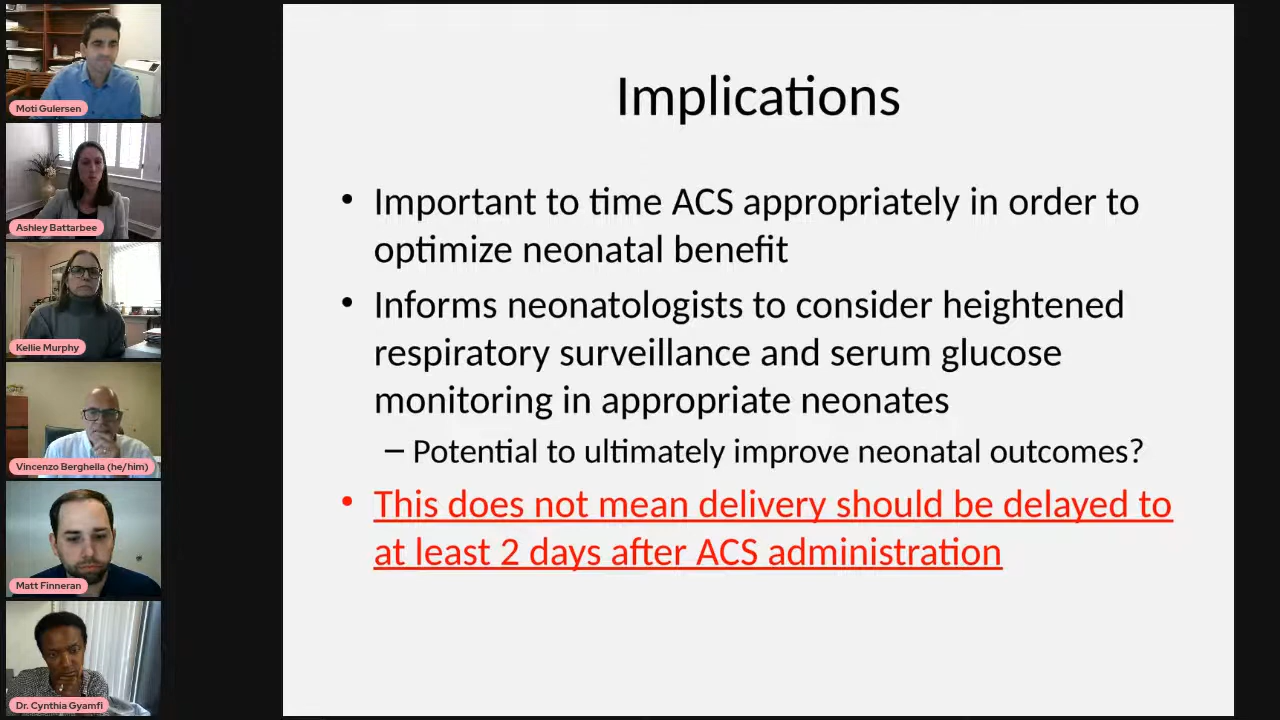 Moti Gulersen
Ashley Battarbee
Kellie Murphy
Vincenzo Berghella (he/him)
Matt Finneran
Dr. Cynthia Gyamfi
Implications
• Important to time ACS appropriately in order to
optimize neonatal benefit
• Informs neonatologists to consider heightened
respiratory surveillance and serum glucose
monitoring in appropriate neonates
– Potential to ultimately improve neonatal outcomes?
• This does not mean delivery should be delayed to
at least 2 days after ACS administration